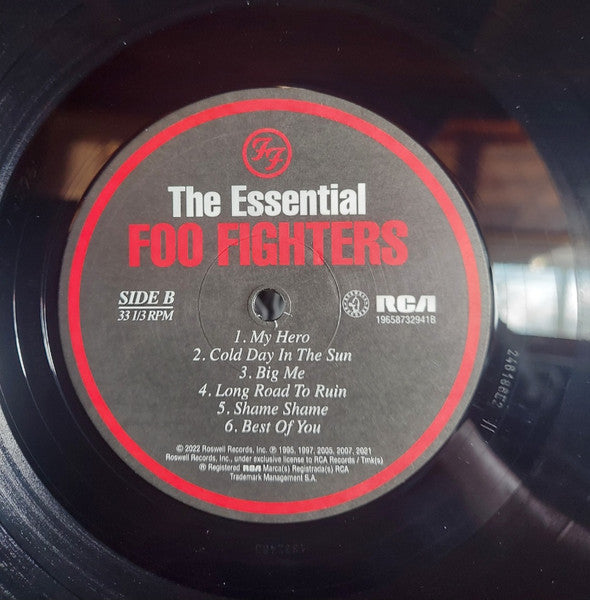 FF
The Essential
FOO FIGHTERS
SIDE B
33 1/3 RPM
RCA
19658732941B
1. My Hero
2. Cold Day In The Sun
3. Big Me
4. Long Road To Ruin
5. Shame Shame
6. Best Of You
© 2022 Roswell Records, Inc. ℗ 1995, 1997, 2005, 2007, 2021
Roswell Records, Inc., under exclusive license to RCA Records / Tmk(s)
® Registered RCA Marca(s) Registrada(s) RCA
Trademark Management S.A.